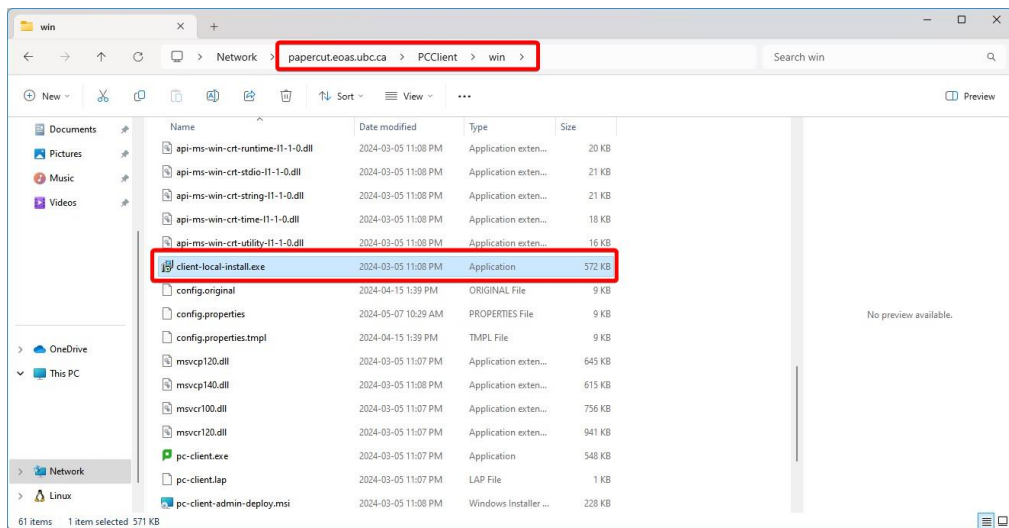 win
Network > papercut.eoas.ubc.ca > PCClient > win >
Search win
New
Sort
View
Preview
Documents
Pictures
Music
Videos
OneDrive
This PC
Network
Linux
Name Date modified Type Size
api-ms-win-crt-runtime-l1-1-0.dll 2024-03-05 11:08 PM Application exten... 20 KB
api-ms-win-crt-stdio-l1-1-0.dll 2024-03-05 11:08 PM Application exten... 21 KB
api-ms-win-crt-string-l1-1-0.dll 2024-03-05 11:08 PM Application exten... 21 KB
api-ms-win-crt-time-l1-1-0.dll 2024-03-05 11:08 PM Application exten... 18 KB
api-ms-win-crt-utility-l1-1-0.dll 2024-03-05 11:08 PM Application exten... 16 KB
client-local-install.exe 2024-03-05 11:08 PM Application 572 KB
config.original 2024-04-15 1:39 PM ORIGINAL File 9 KB
config.properties 2024-05-07 10:29 AM PROPERTIES File 9 KB
config.properties.tmpl 2024-04-15 1:39 PM TMPL File 9 KB
msvcp120.dll 2024-03-05 11:07 PM Application exten... 645 KB
msvcp140.dll 2024-03-05 11:08 PM Application exten... 615 KB
msvcr100.dll 2024-03-05 11:07 PM Application exten... 756 KB
msvcr120.dll 2024-03-05 11:07 PM Application exten... 941 KB
pc-client.exe 2024-03-05 11:07 PM Application 548 KB
pc-client.lap 2024-03-05 11:07 PM LAP File 1 KB
pc-client-admin-deploy.msi 2024-03-05 11:08 PM Windows Installer ... 228 KB
No preview available.
61 items 1 item selected 571 KB